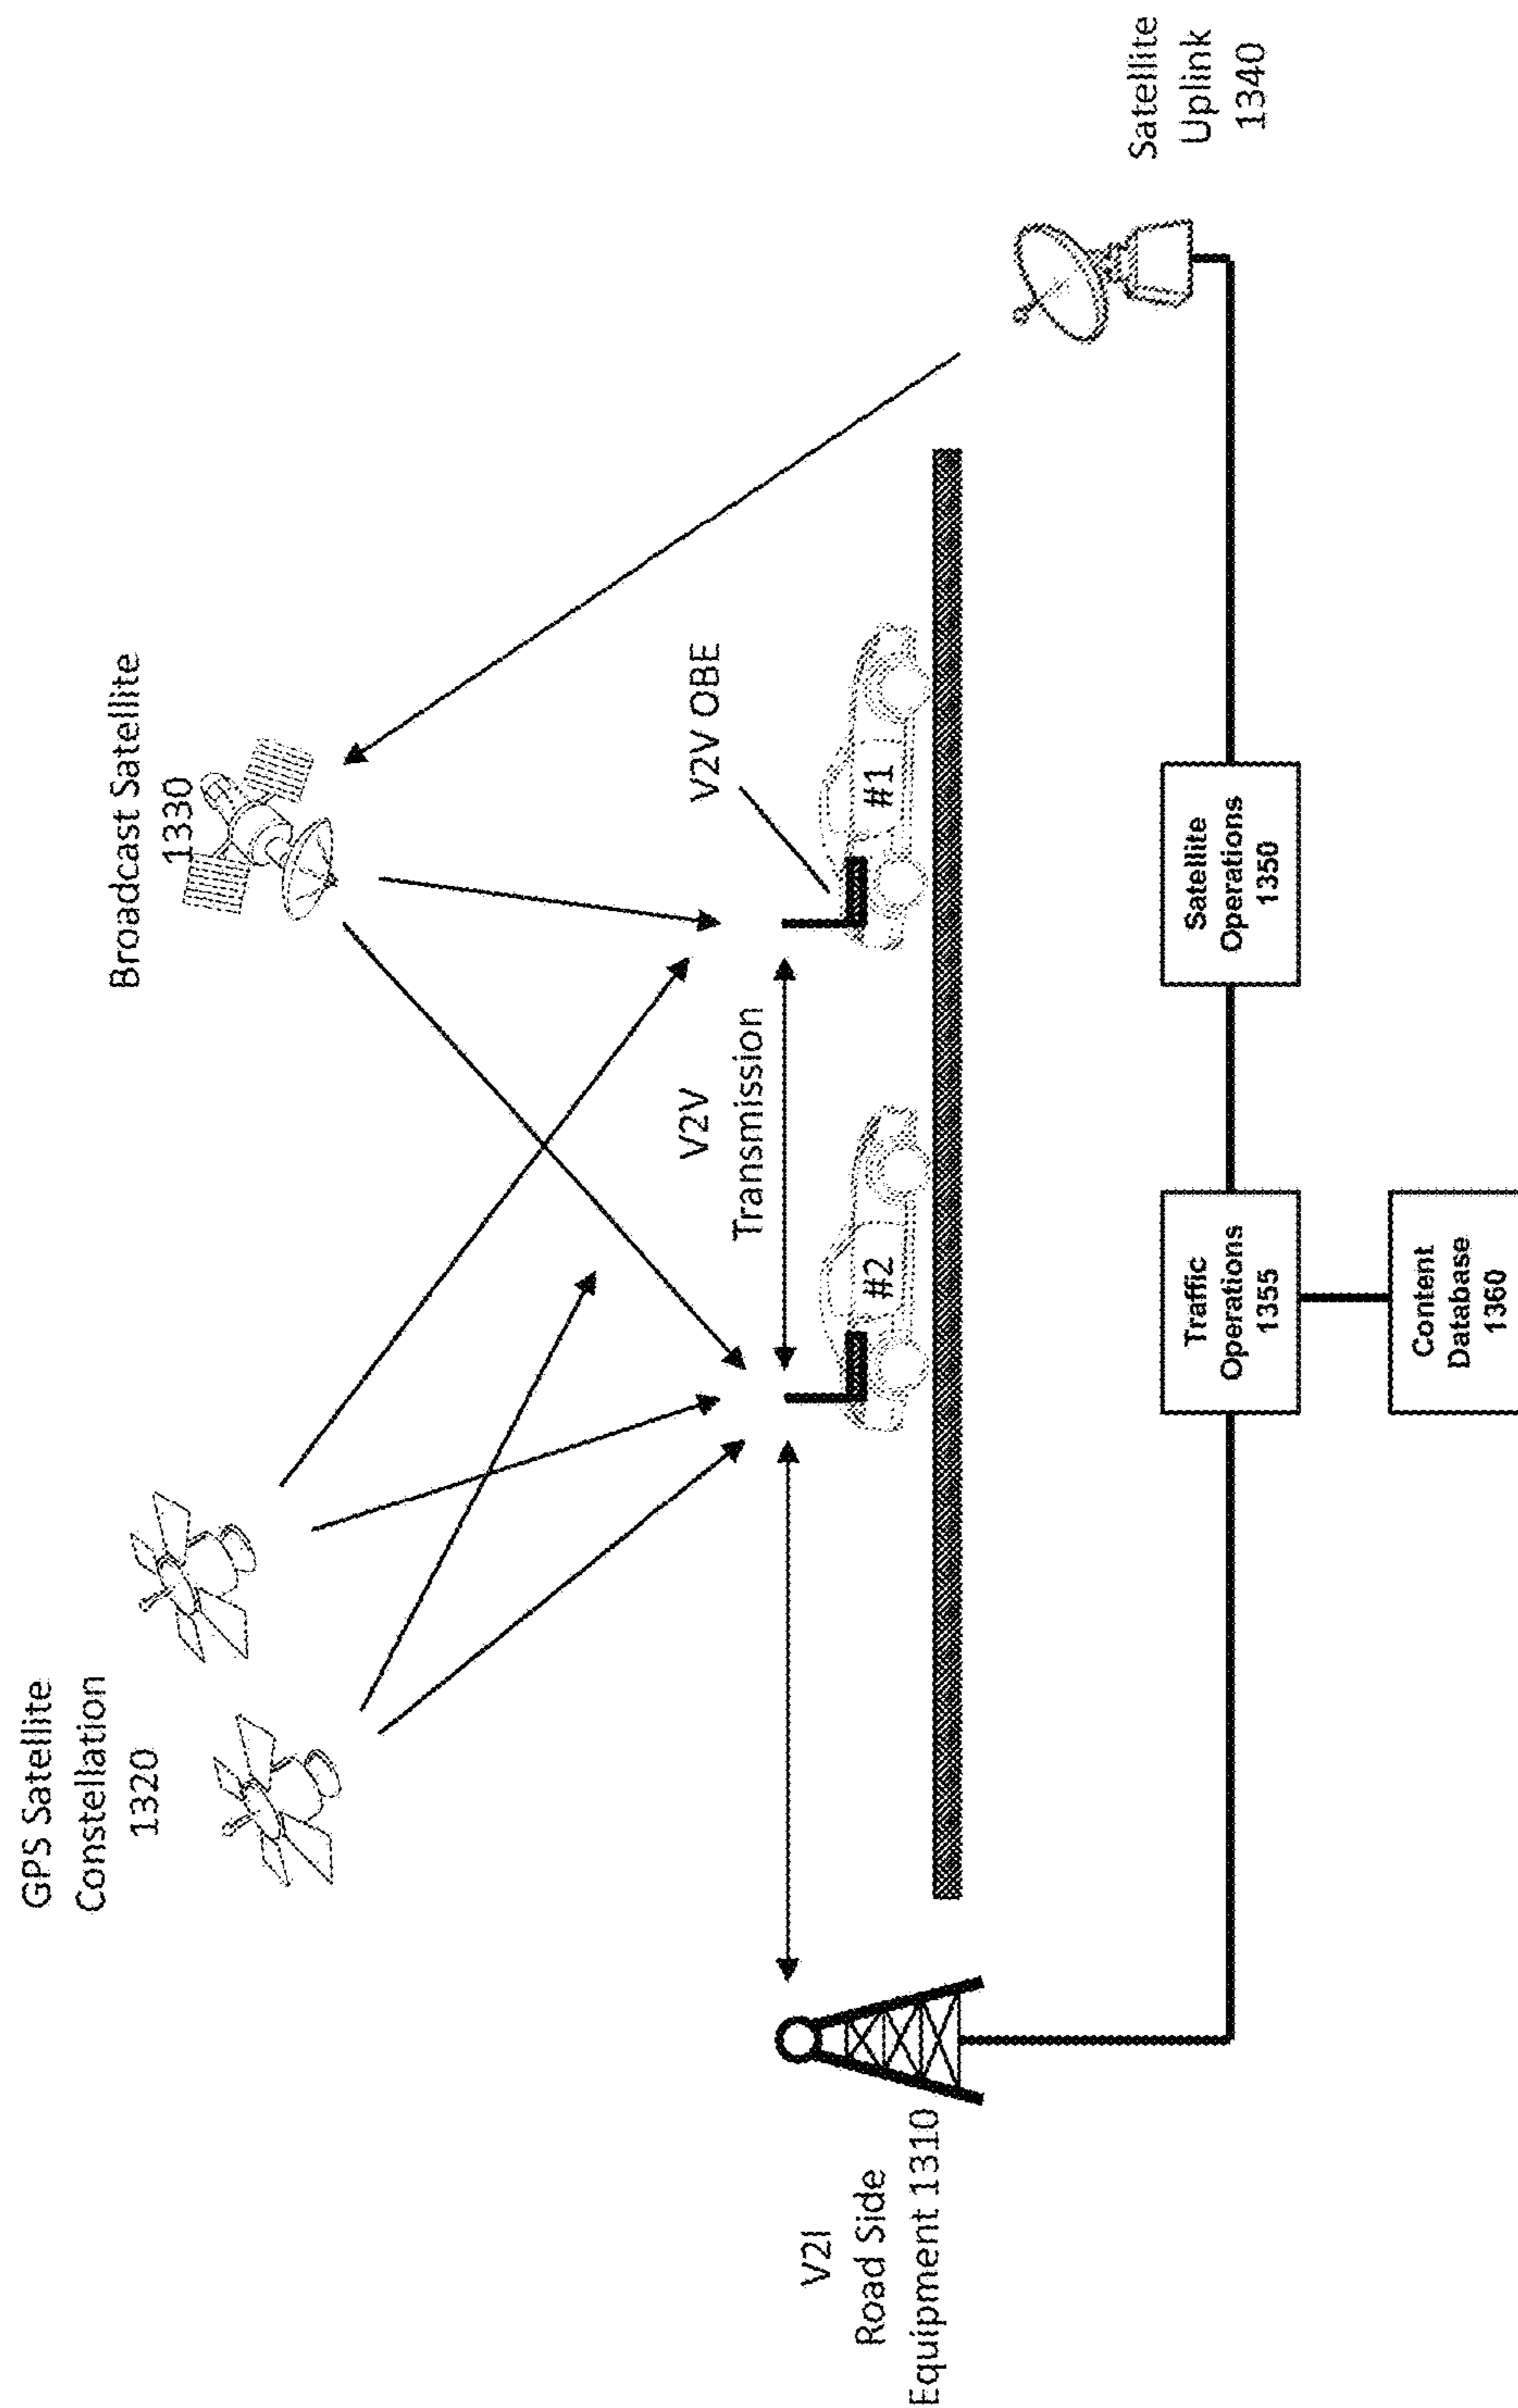 GPS Satellite
Constellation
1320
Broadcast Satellite
1330
V2V OBE
V2V
Transmission
#2
#1
V2I
Road Side
Equipment 1310
Satellite
Uplink
1340
Traffic
Operations
1355
Satellite
Operations
1350
Content
Database
1360